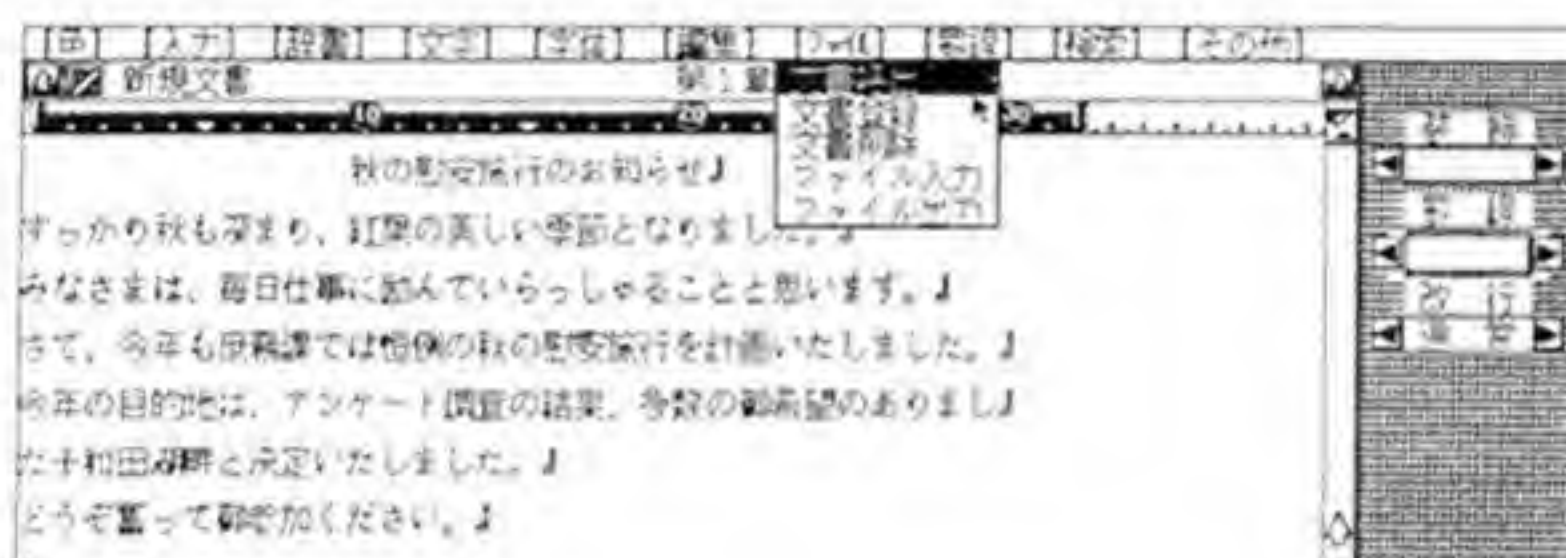 [入力] [辞書] [文字] [字体] [編集] [ファイル] [罫線] [検索] [その他]
新規文書 第1章
10 20
文書登録
文書削除
ファイル入力
ファイル出力
秋の慰安旅行のお知らせ
すっかり秋も深まり、紅葉の美しい季節となりました。
みなさまは、毎日仕事に励んでいらっしゃることと思います。
さて、今年も庶務課では恒例の秋の慰安旅行を計画いたしました。
今年の目的地は、アンケート調査の結果、多数の御希望のありまし
た十和田湖畔と決定いたしました。
どうぞ奮って御参加ください。